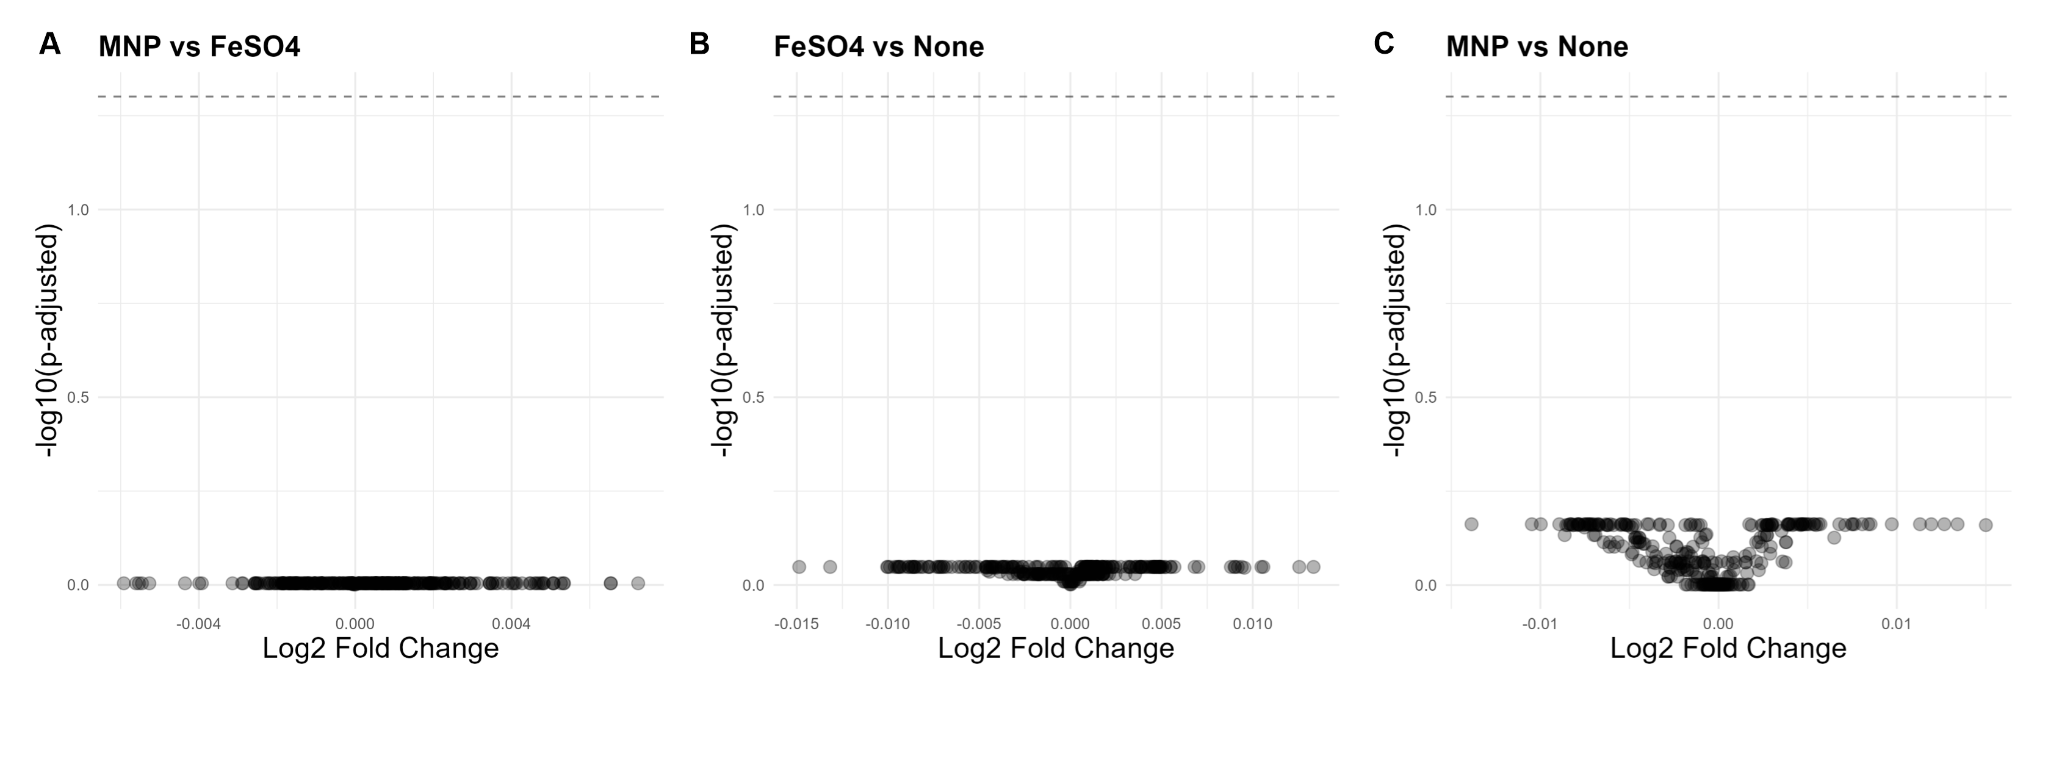 A MNP vs FeSO4
-log10(p-adjusted)
1.0
0.5
0.0
-0.004 0.000 0.004
Log2 Fold Change
B FeSO4 vs None
-log10(p-adjusted)
1.0
0.5
0.0
-0.015 -0.010 -0.005 0.000 0.005 0.010
Log2 Fold Change
C MNP vs None
-log10(p-adjusted)
1.0
0.5
0.0
-0.01 0.00 0.01
Log2 Fold Change